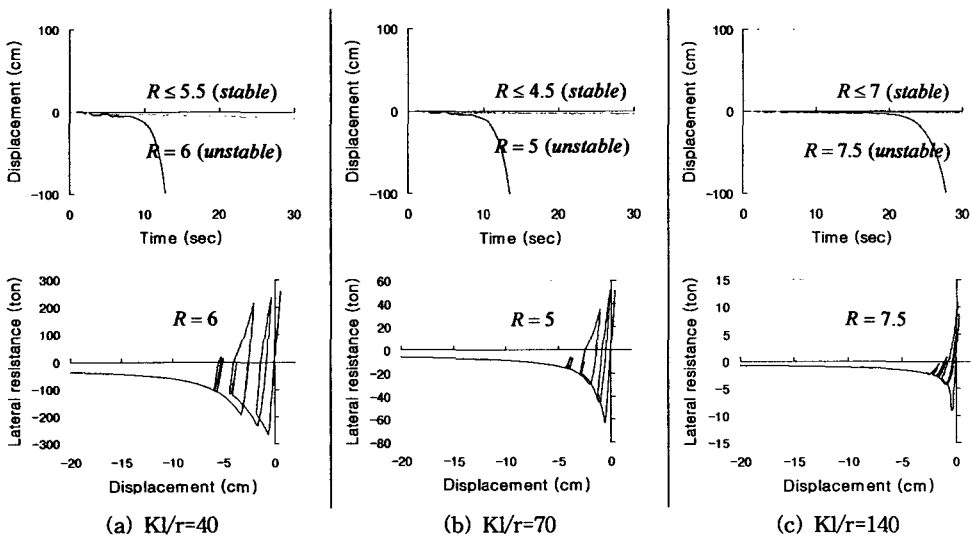 100
0
-100
Displacement (cm)
R ≤ 5.5 (stable)
R = 6 (unstable)
0 10 20 30
Time (sec)
300
200
100
0
-100
-200
-300
Lateral resistance (ton)
R = 6
-20 -15 -10 -5 0
Displacement (cm)
(a) Kl/r=40
100
0
-100
Displacement (cm)
R ≤ 4.5 (stable)
R = 5 (unstable)
0 10 20 30
Time (sec)
60
40
20
0
-20
-40
-60
-80
Lateral resistance (ton)
R = 5
-20 -15 -10 -5 0
Displacement (cm)
(b) Kl/r=70
100
0
-100
Displacement (cm)
R ≤ 7 (stable)
R = 7.5 (unstable)
0 10 20 30
Time (sec)
15
10
5
0
-5
-10
15
Lateral resistance (ton)
R = 7.5
-20 -15 -10 -5 0
Displacement (cm)
(c) Kl/r=140